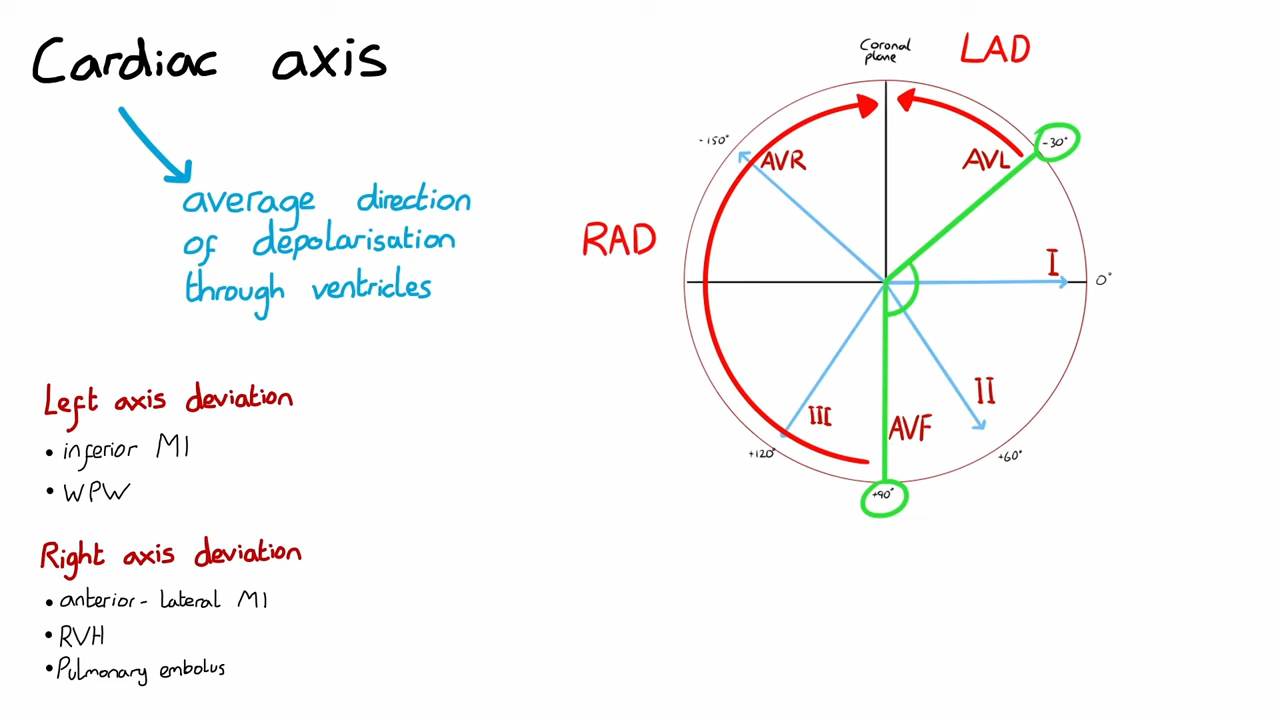 Cardiac axis
average direction
of depolarisation
through ventricles
Left axis deviation
• inferior MI
• WPW
Right axis deviation
• anterior - lateral MI
• RVH
• Pulmonary embolus
Coronal
plane
LAD
-150°
-30°
AVR
AVL
RAD
I
0°
II
III
AVF
+120°
+60°
+90°